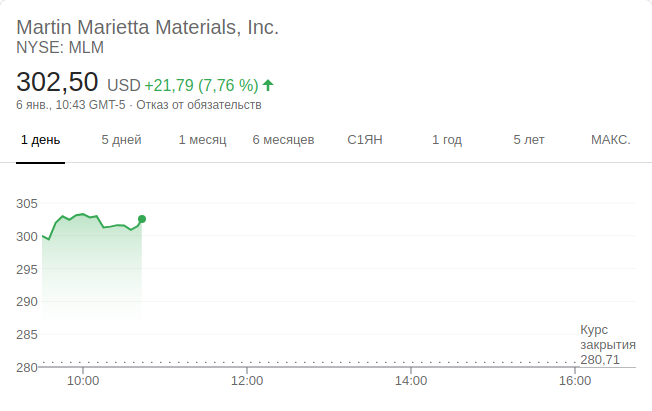 Martin Marietta Materials, Inc.
NYSE: MLM
302,50 USD +21,79 (7,76 %)
6 янв., 10:43 GMT-5 · Отказ от обязательств
1 день 5 дней 1 месяц 6 месяцев С1ЯН 1 год 5 лет МАКС.
305
300
295
290
285
280
Курс
закрытия
280,71
10:00 12:00 14:00 16:00